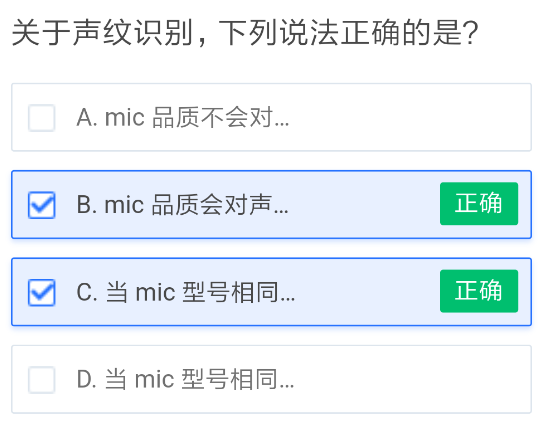 关于声纹识别，下列说法正确的是？
A. mic 品质不会对...
B. mic 品质会对声...
正确
C. 当 mic 型号相同...
正确
D. 当 mic 型号相同...